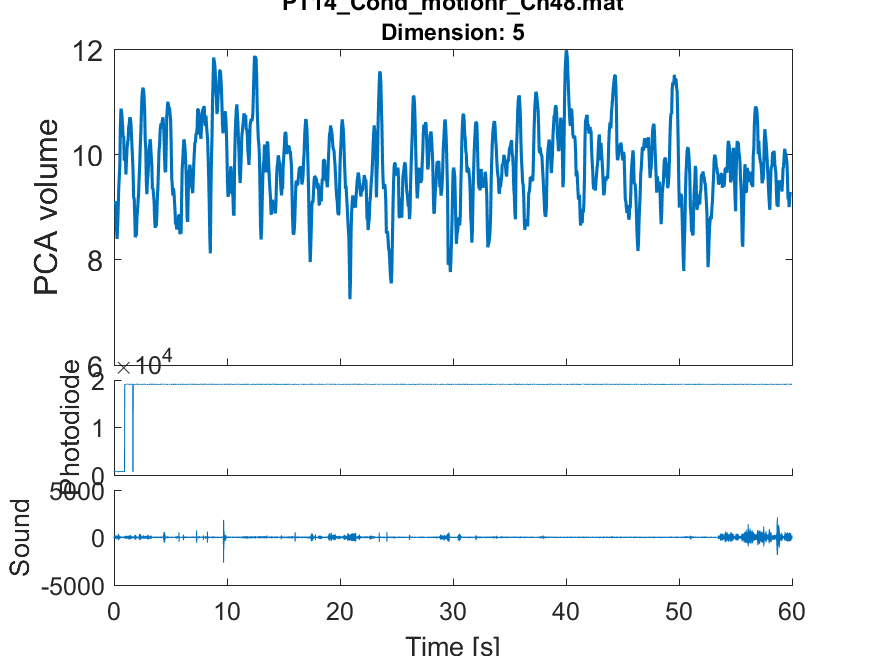 PT14_Cond_motionr_Ch48.mat
Dimension: 5
12
10
8
6
PCA volume
×10^4
2
1
0
Photodiode
5000
0
-5000
Sound
0 10 20 30 40 50 60
Time [s]